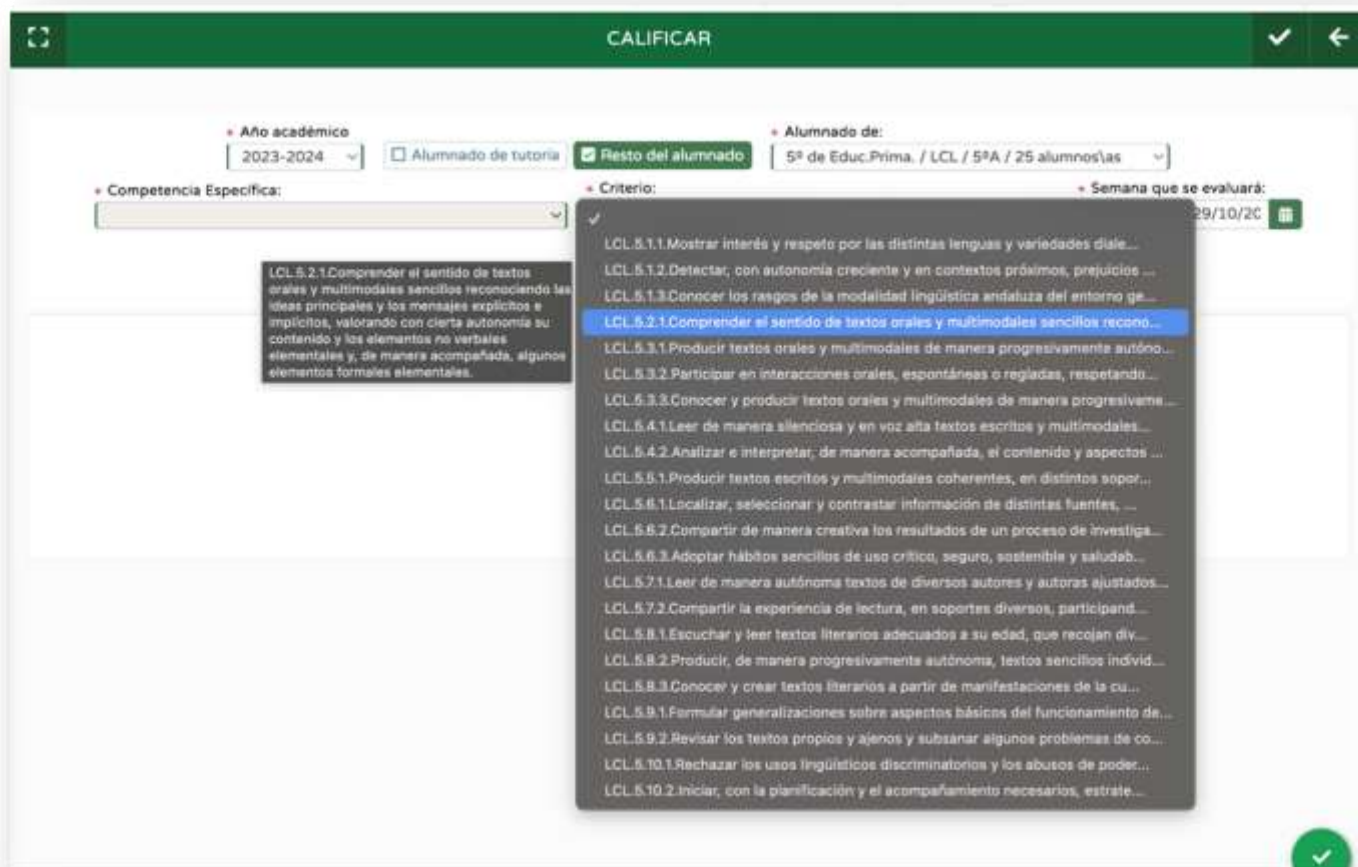 CALIFICAR
* Año académico
2023-2024
Alumnado de tutoría
Resto del alumnado
* Alumnado de:
5º de Educ.Prima. / LCL / 5ºA / 25 alumnos\as
* Competencia Específica:
* Criterio:
* Semana que se evaluará:
29/10/20
LCL.5.2.1.Comprender el sentido de textos
orales y multimodales sencillos reconociendo las
ideas principales y los mensajes explícitos e
implícitos, valorando con cierta autonomía su
contenido y los elementos no verbales
elementales y, de manera acompañada, algunos
elementos formales elementales.
LCL.5.1.1.Mostrar interés y respeto por las distintas lenguas y variedades diale...
LCL.5.1.2.Detectar, con autonomía creciente y en contextos próximos, prejuicios ...
LCL.5.1.3.Conocer los rasgos de la modalidad lingüística andaluza del entorno ge...
LCL.5.2.1.Comprender el sentido de textos orales y multimodales sencillos recono...
LCL.5.3.1.Producir textos orales y multimodales de manera progresivamente autóno...
LCL.5.3.2.Participar en interacciones orales, espontáneas o regladas, respetando...
LCL.5.3.3.Conocer y producir textos orales y multimodales de manera progresivame...
LCL.5.4.1.Leer de manera silenciosa y en voz alta textos escritos y multimodales...
LCL.5.4.2.Analizar e interpretar, de manera acompañada, el contenido y aspectos ...
LCL.5.5.1.Producir textos escritos y multimodales coherentes, en distintos sopor...
LCL.5.6.1.Localizar, seleccionar y contrastar información de distintas fuentes, ...
LCL.5.6.2.Compartir de manera creativa los resultados de un proceso de investiga...
LCL.5.6.3.Adoptar hábitos sencillos de uso crítico, seguro, sostenible y saludab...
LCL.5.7.1.Leer de manera autónoma textos de diversos autores y autoras ajustados...
LCL.5.7.2.Compartir la experiencia de lectura, en soportes diversos, participand...
LCL.5.8.1.Escuchar y leer textos literarios adecuados a su edad, que recojan div...
LCL.5.8.2.Producir, de manera progresivamente autónoma, textos sencillos individ...
LCL.5.8.3.Conocer y crear textos literarios a partir de manifestaciones de la cu...
LCL.5.9.1.Formular generalizaciones sobre aspectos básicos del funcionamiento de...
LCL.5.9.2.Revisar los textos propios y ajenos y subsanar algunos problemas de co...
LCL.5.10.1.Rechazar los usos lingüísticos discriminatorios y los abusos de poder...
LCL.5.10.2.Iniciar, con la planificación y el acompañamiento necesarios, estrate...